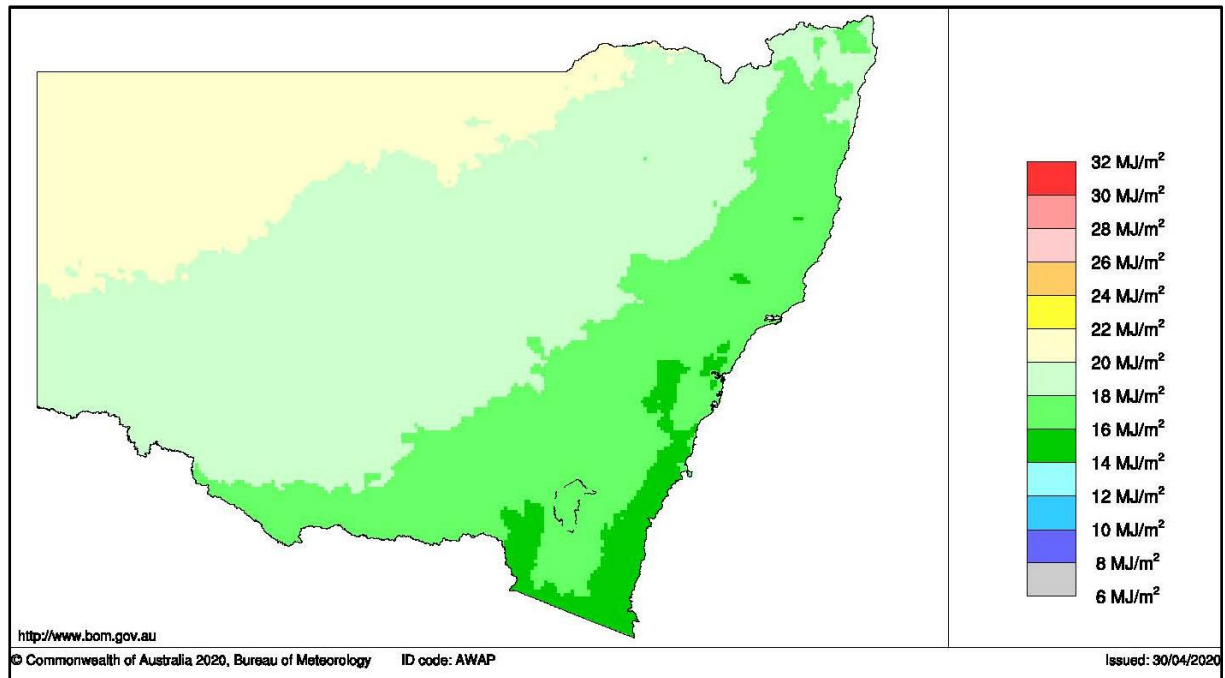 32 MJ/m²
30 MJ/m²
28 MJ/m²
26 MJ/m²
24 MJ/m²
22 MJ/m²
20 MJ/m²
18 MJ/m²
16 MJ/m²
14 MJ/m²
12 MJ/m²
10 MJ/m²
8 MJ/m²
6 MJ/m²
http://www.bom.gov.au
© Commonwealth of Australia 2020, Bureau of Meteorology ID code: AWAP Issued: 30/04/2020